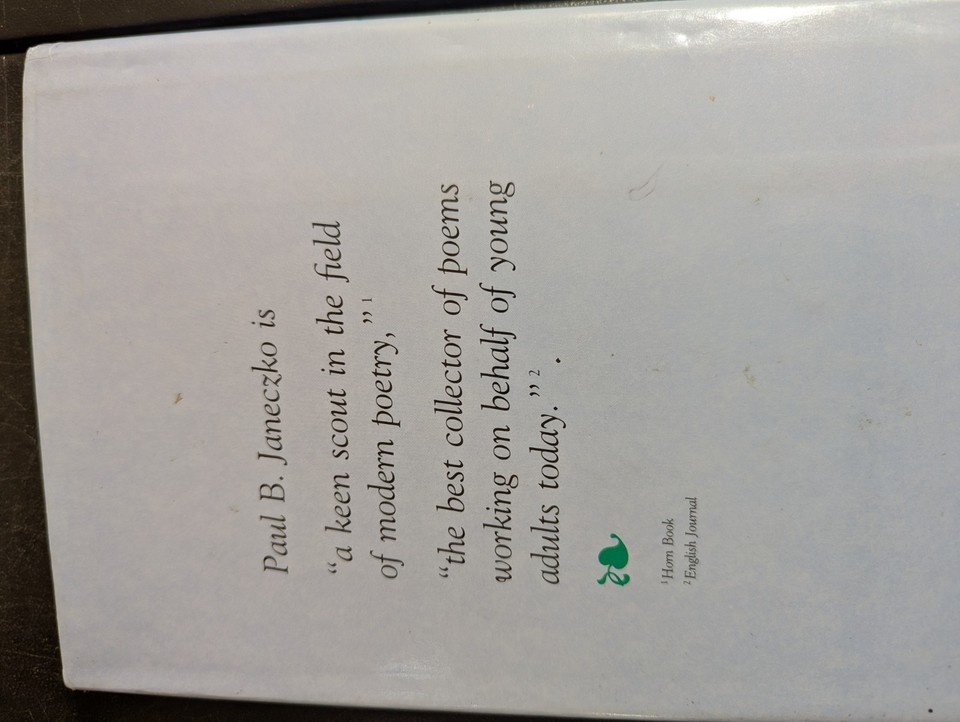 Paul B. Janeczko is
“a keen scout in the field
of modern poetry,”¹
“the best collector of poems
working on behalf of young
adults today.”²
¹Horn Book
²English Journal